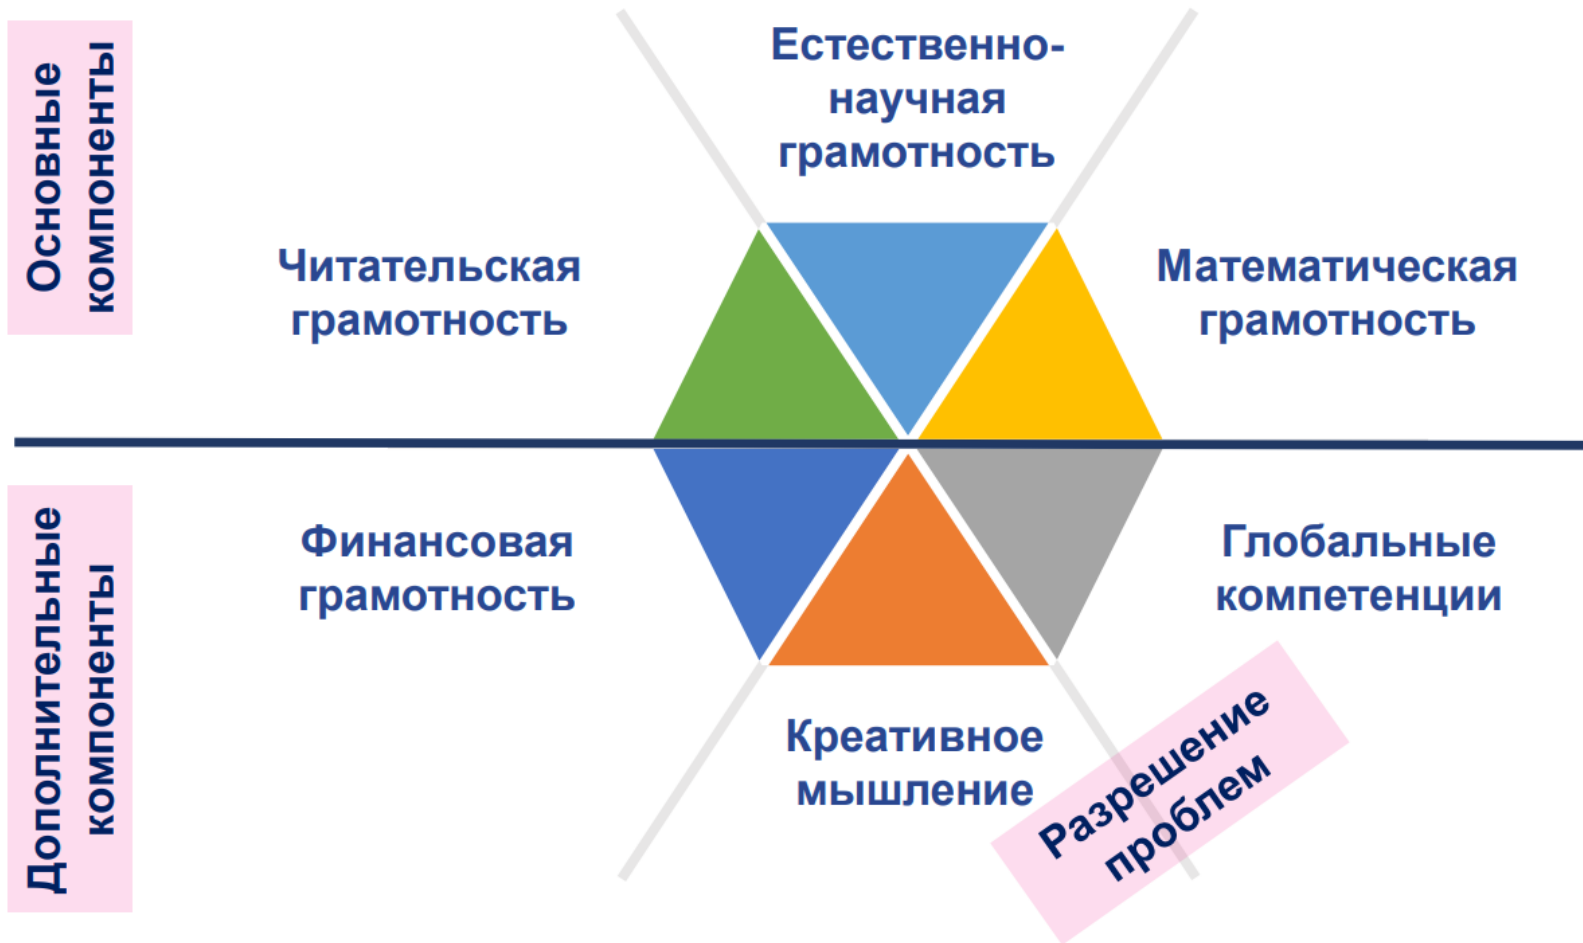 Основные
компоненты
Естественно-
научная
грамотность
Читательская
грамотность
Математическая
грамотность
Дополнительные
компоненты
Финансовая
грамотность
Глобальные
компетенции
Креативное
мышление
Разрешение
проблем